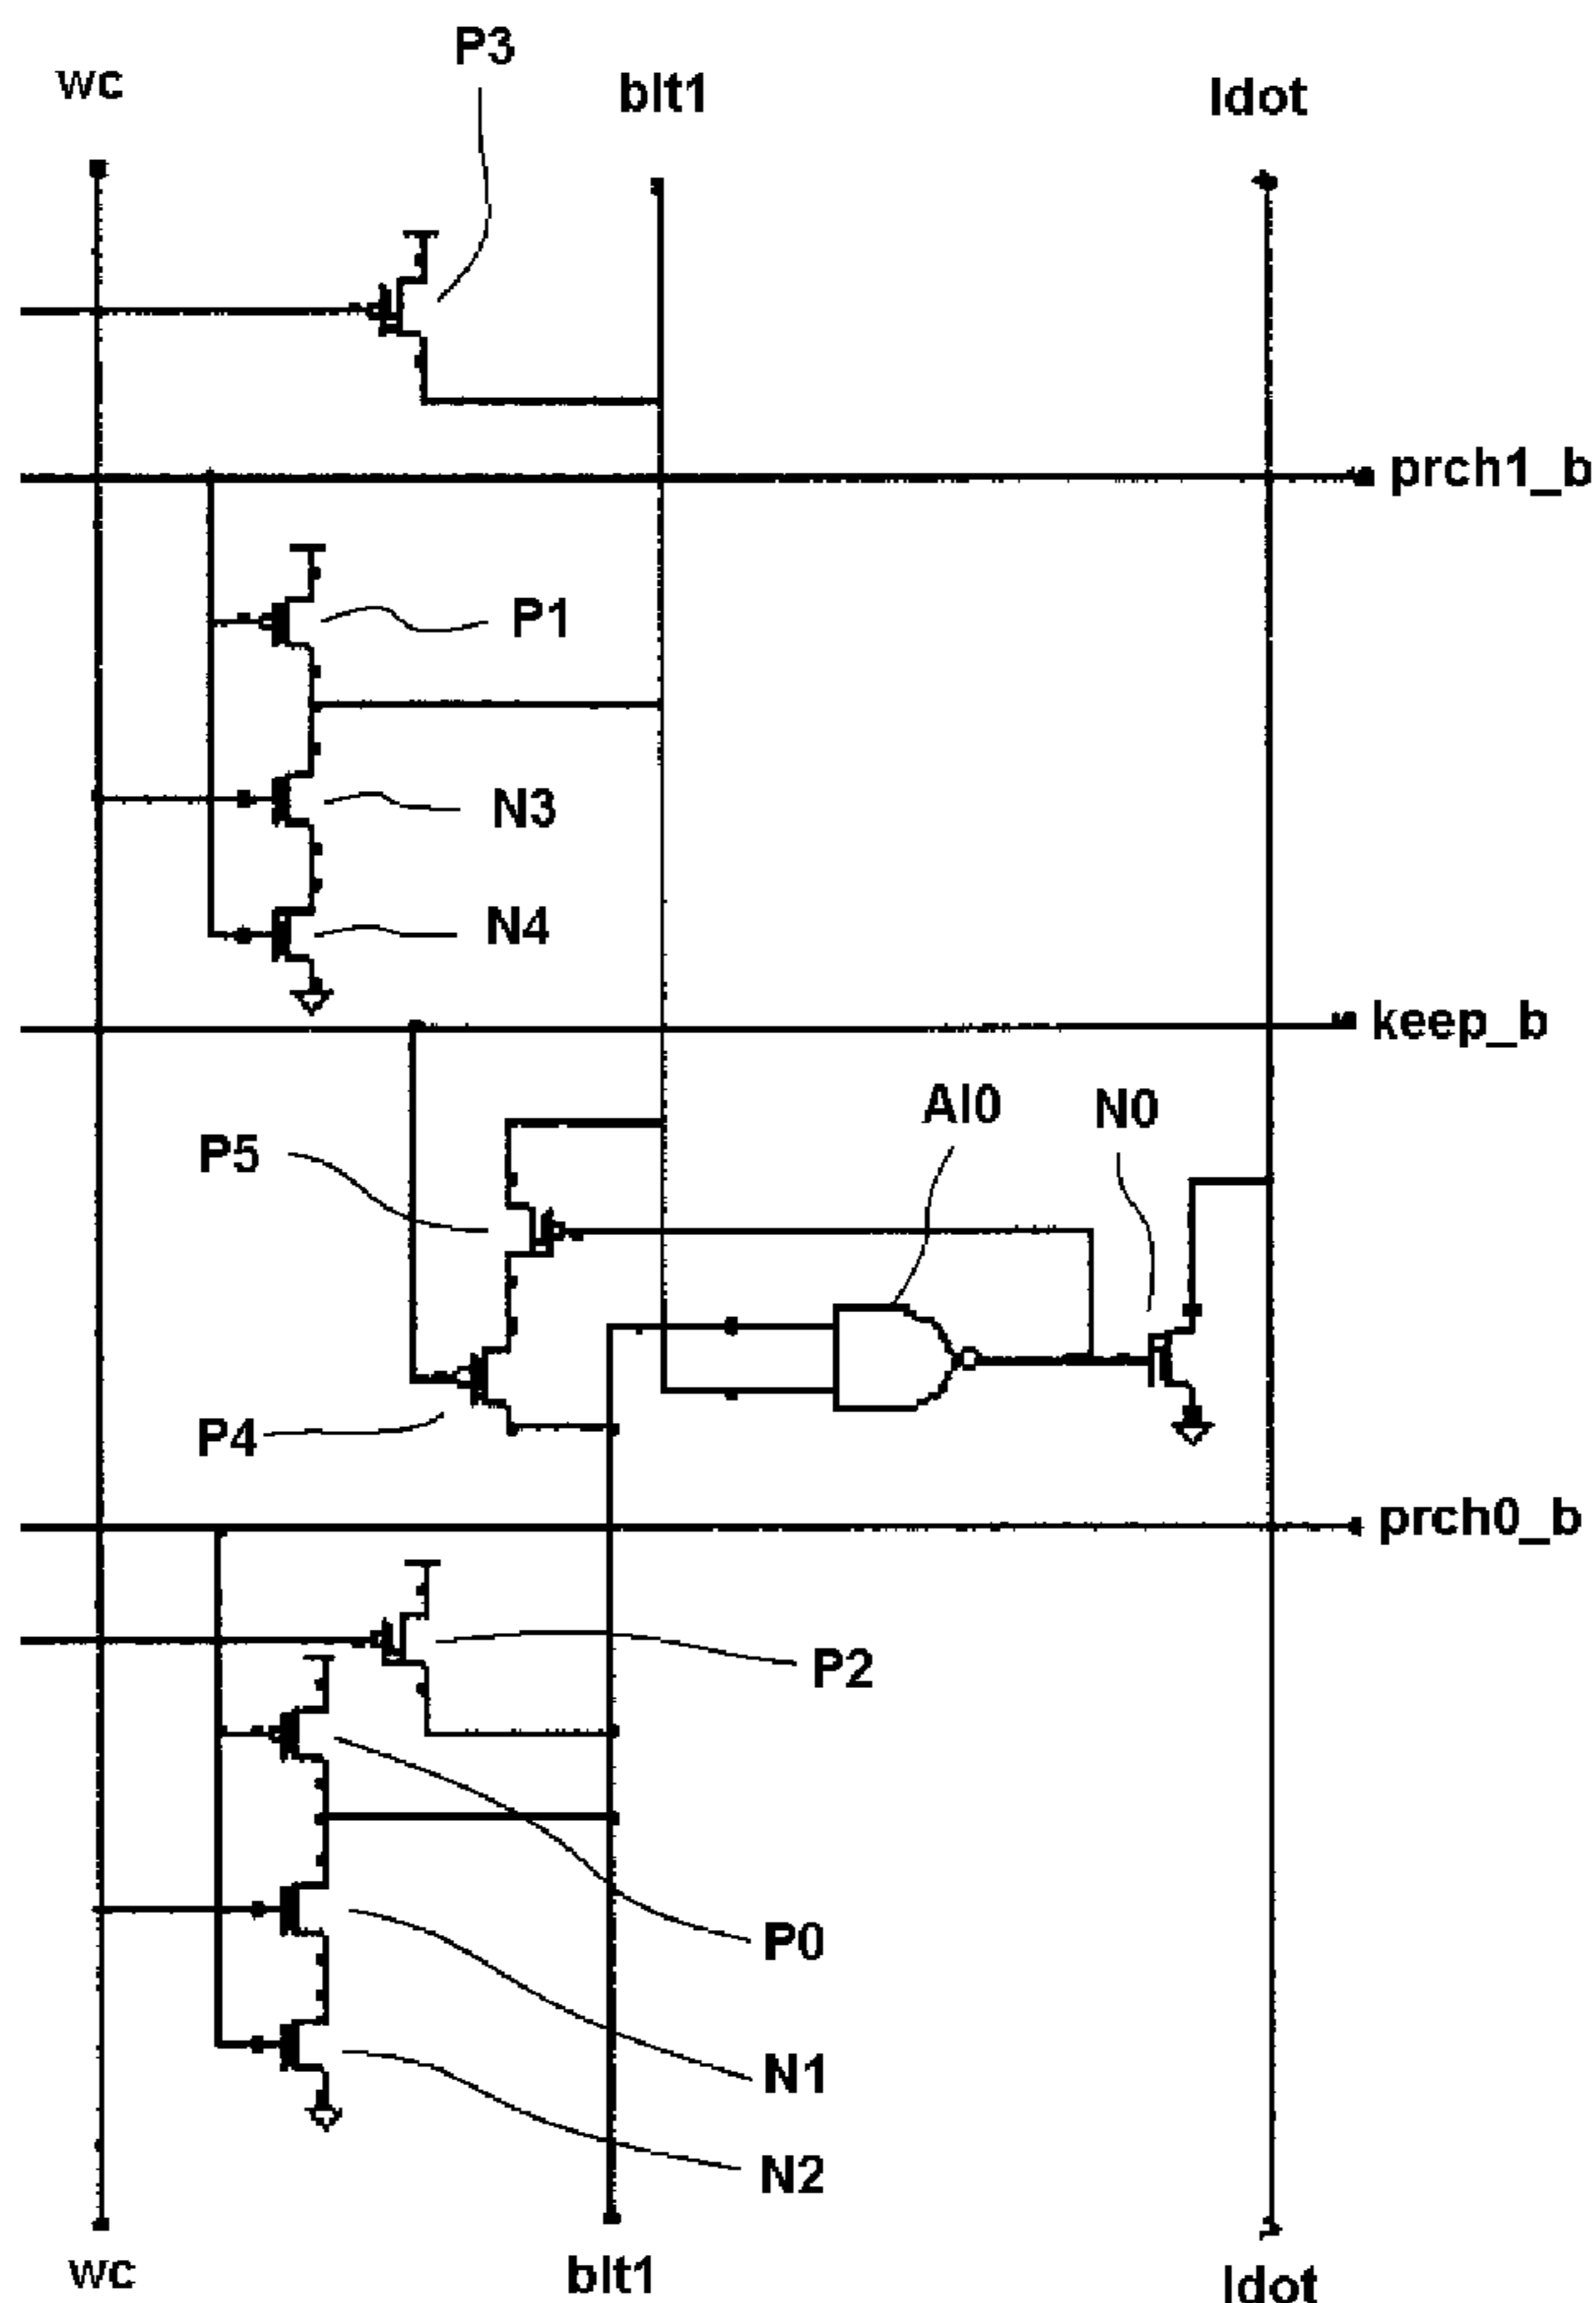 P3
wc
blt1
ldot
prch1_b
P1
N3
N4
keep_b
AI0
N0
P5
P4
prch0_b
P2
P0
N1
N2
wc
blt1
ldot